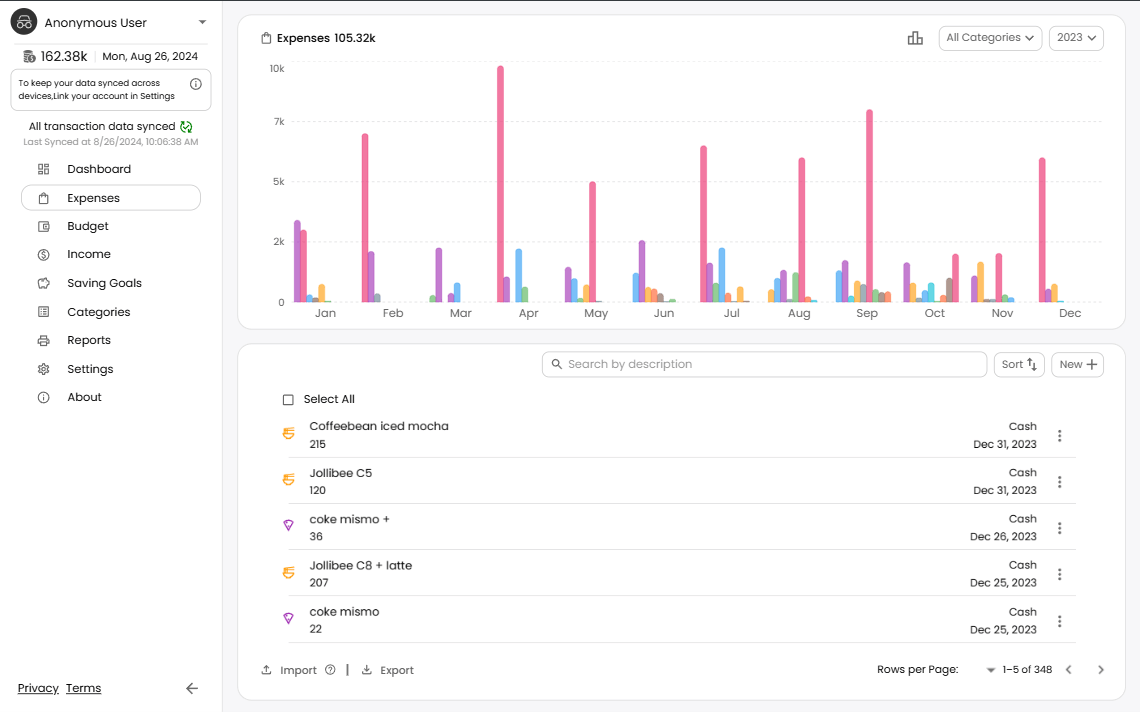 Anonymous User
162.38k
Mon, Aug 26, 2024
To keep your data synced across
devices,Link your account in Settings
All transaction data synced
Last Synced at 8/26/2024, 10:06:38 AM
Dashboard
Expenses
Budget
Income
Saving Goals
Categories
Reports
Settings
About
Privacy Terms
Expenses 105.32k
All Categories
2023
10k
7k
5k
2k
0
Jan Feb Mar Apr May Jun Jul Aug Sep Oct Nov Dec
Search by description
Sort
New
Select All
Coffeebean iced mocha
215
Cash
Dec 31, 2023
Jollibee C5
120
Cash
Dec 31, 2023
coke mismo +
36
Cash
Dec 26, 2023
Jollibee C8 + latte
207
Cash
Dec 25, 2023
coke mismo
22
Cash
Dec 25, 2023
Import | Export
Rows per Page:
1–5 of 348